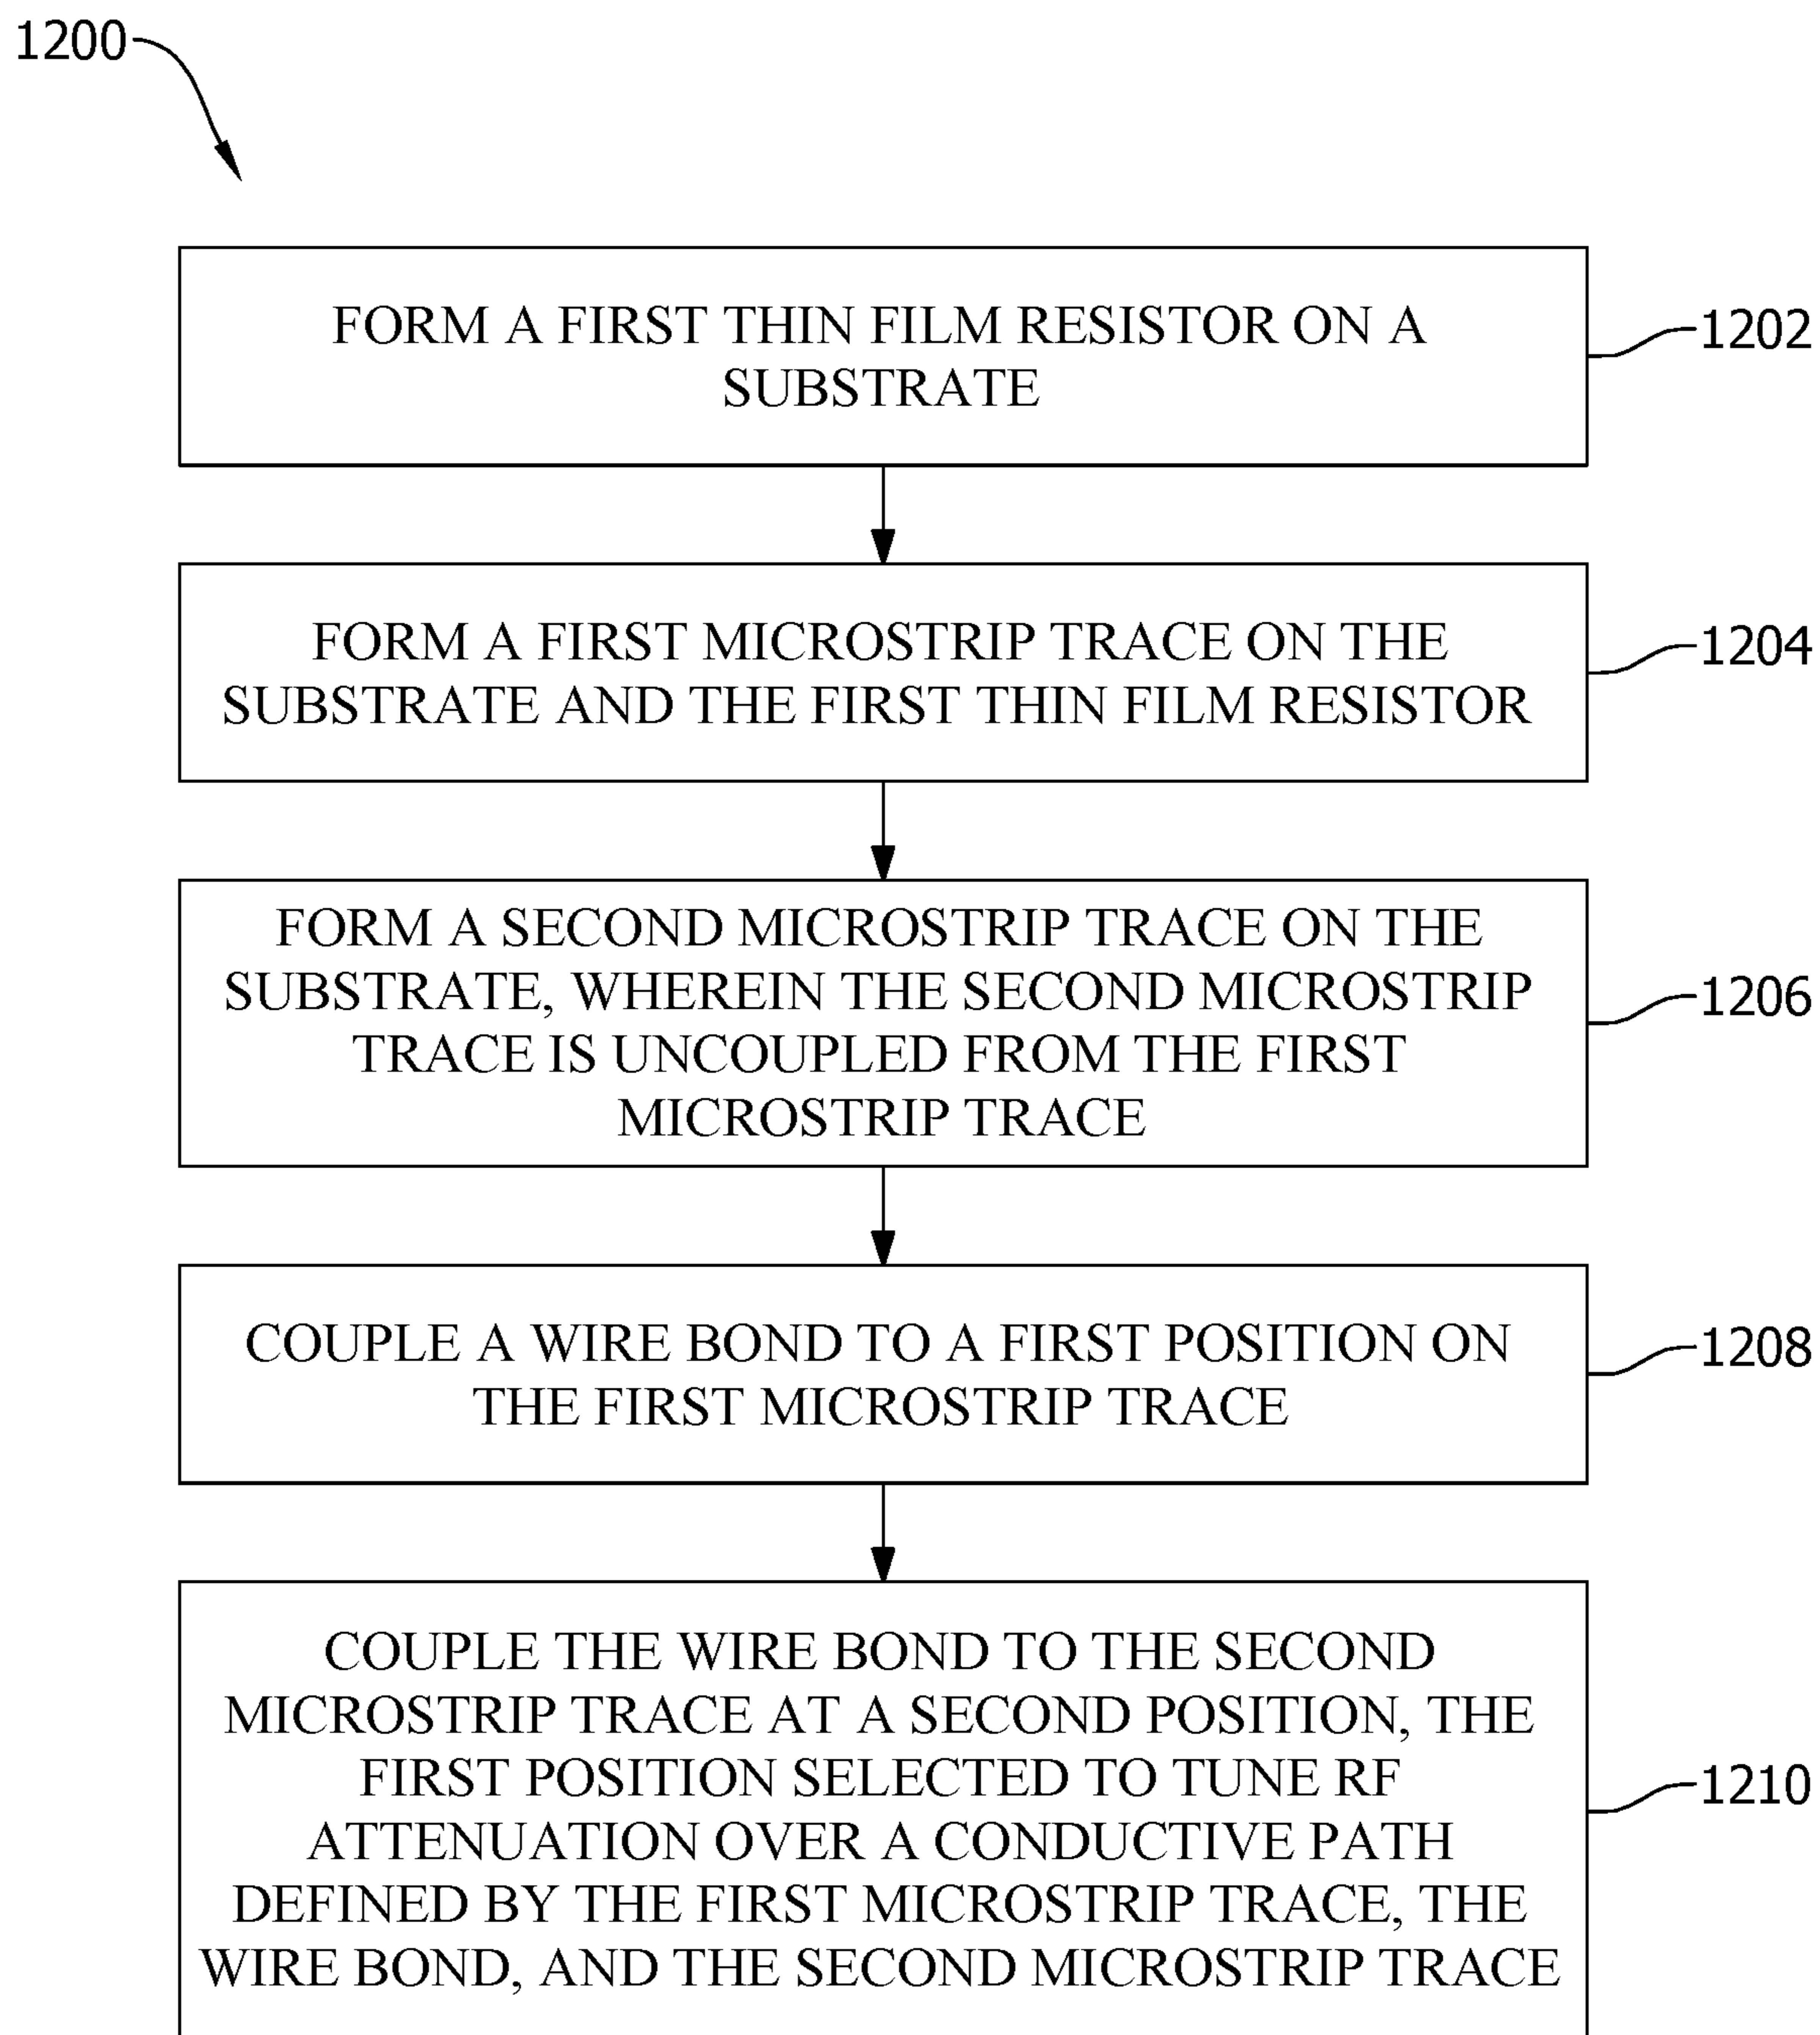 1200
FORM A FIRST THIN FILM RESISTOR ON A
SUBSTRATE
1202
FORM A FIRST MICROSTRIP TRACE ON THE
SUBSTRATE AND THE FIRST THIN FILM RESISTOR
1204
FORM A SECOND MICROSTRIP TRACE ON THE
SUBSTRATE, WHEREIN THE SECOND MICROSTRIP
TRACE IS UNCOUPLED FROM THE FIRST
MICROSTRIP TRACE
1206
COUPLE A WIRE BOND TO A FIRST POSITION ON
THE FIRST MICROSTRIP TRACE
1208
COUPLE THE WIRE BOND TO THE SECOND
MICROSTRIP TRACE AT A SECOND POSITION, THE
FIRST POSITION SELECTED TO TUNE RF
ATTENUATION OVER A CONDUCTIVE PATH
DEFINED BY THE FIRST MICROSTRIP TRACE, THE
WIRE BOND, AND THE SECOND MICROSTRIP TRACE
1210